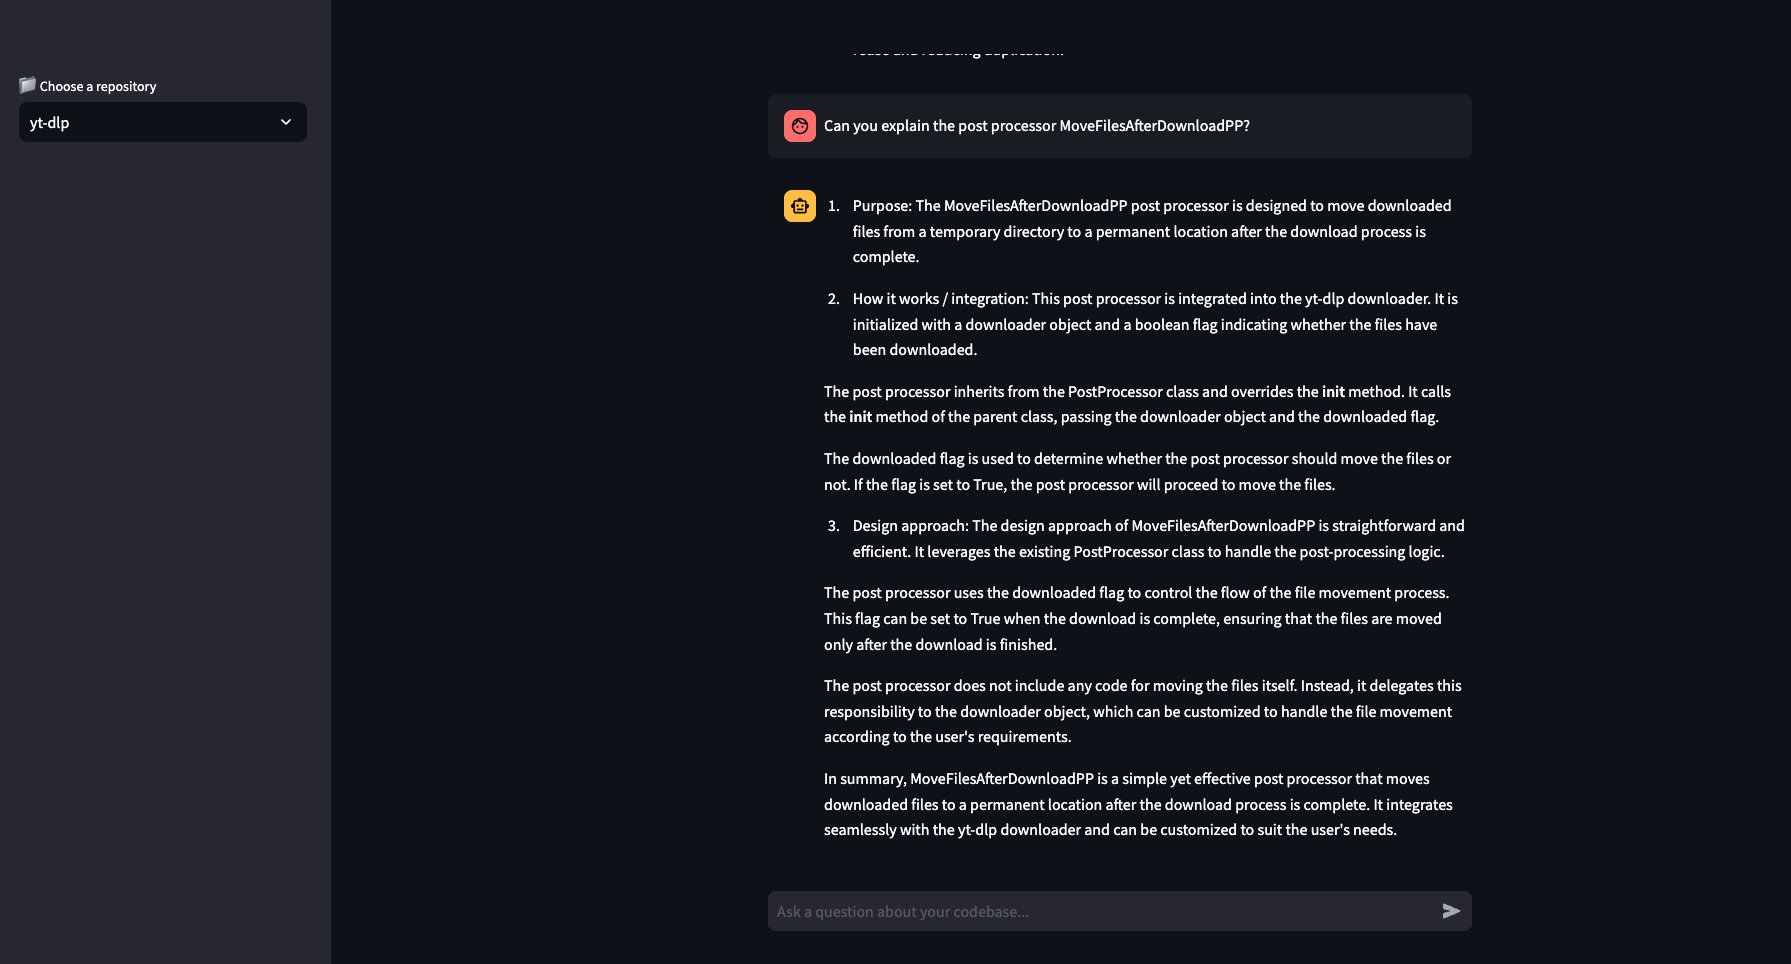 Choose a repository
yt-dlp
reuse and reducing duplication.
Can you explain the post processor MoveFilesAfterDownloadPP?
1. Purpose: The MoveFilesAfterDownloadPP post processor is designed to move downloaded
files from a temporary directory to a permanent location after the download process is
complete.
2. How it works / integration: This post processor is integrated into the yt-dlp downloader. It is
initialized with a downloader object and a boolean flag indicating whether the files have
been downloaded.
The post processor inherits from the PostProcessor class and overrides the init method. It calls
the init method of the parent class, passing the downloader object and the downloaded flag.
The downloaded flag is used to determine whether the post processor should move the files or
not. If the flag is set to True, the post processor will proceed to move the files.
3. Design approach: The design approach of MoveFilesAfterDownloadPP is straightforward and
efficient. It leverages the existing PostProcessor class to handle the post-processing logic.
The post processor uses the downloaded flag to control the flow of the file movement process.
This flag can be set to True when the download is complete, ensuring that the files are moved
only after the download is finished.
The post processor does not include any code for moving the files itself. Instead, it delegates this
responsibility to the downloader object, which can be customized to handle the file movement
according to the user's requirements.
In summary, MoveFilesAfterDownloadPP is a simple yet effective post processor that moves
downloaded files to a permanent location after the download process is complete. It integrates
seamlessly with the yt-dlp downloader and can be customized to suit the user's needs.
Ask a question about your codebase...